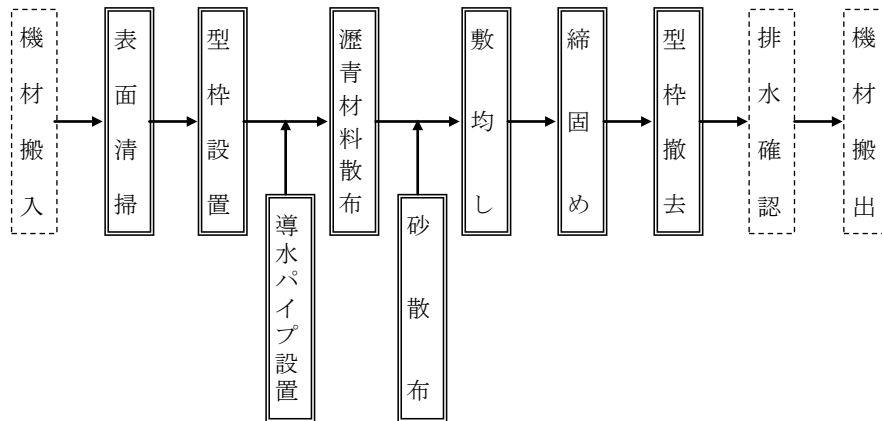 機材搬入
表面清掃
型枠設置
導水パイプ設置
瀝青材料散布
砂散布
敷均し
締固め
型枠撤去
排水確認
機材搬出